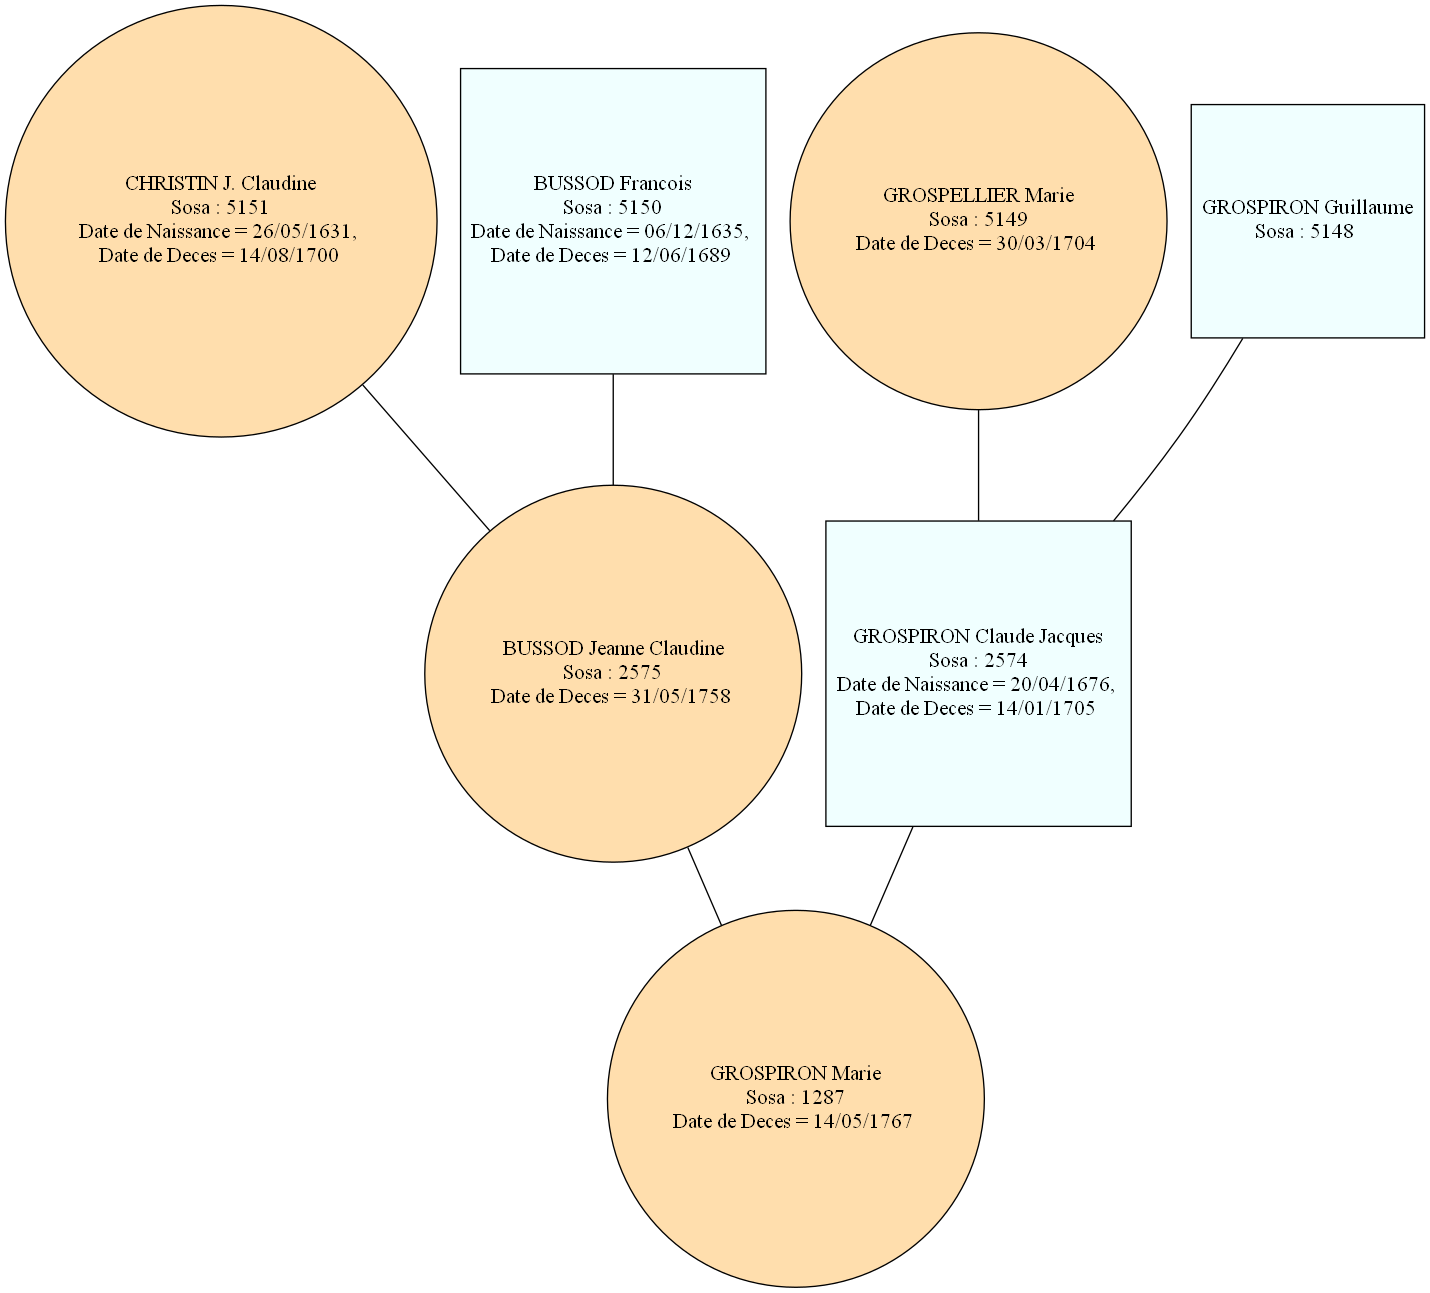 CHRISTIN J. Claudine
Sosa : 5151
Date de Naissance = 26/05/1631,
Date de Deces = 14/08/1700
BUSSOD Francois
Sosa : 5150
Date de Naissance = 06/12/1635,
Date de Deces = 12/06/1689
GROSPELLIER Marie
Sosa : 5149
Date de Deces = 30/03/1704
GROSPIRON Guillaume
Sosa : 5148
BUSSOD Jeanne Claudine
Sosa : 2575
Date de Deces = 31/05/1758
GROSPIRON Claude Jacques
Sosa : 2574
Date de Naissance = 20/04/1676,
Date de Deces = 14/01/1705
GROSPIRON Marie
Sosa : 1287
Date de Deces = 14/05/1767